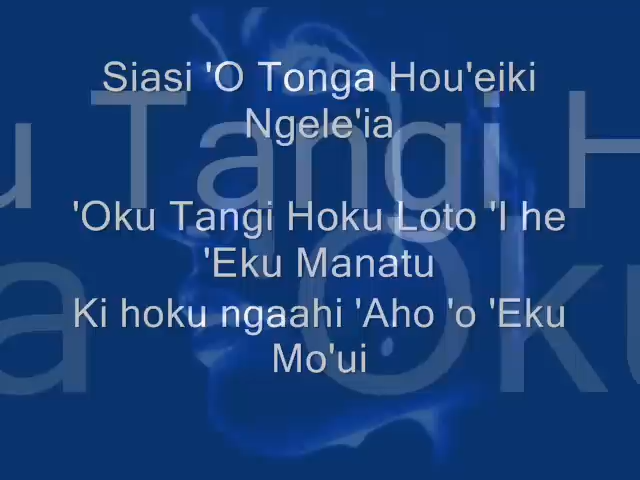 Siasi 'O Tonga Hou'eiki
Ngele'ia
'Oku Tangi Hoku Loto 'I he
'Eku Manatu
Ki hoku ngaahi 'Aho 'o 'Eku
Mo'ui